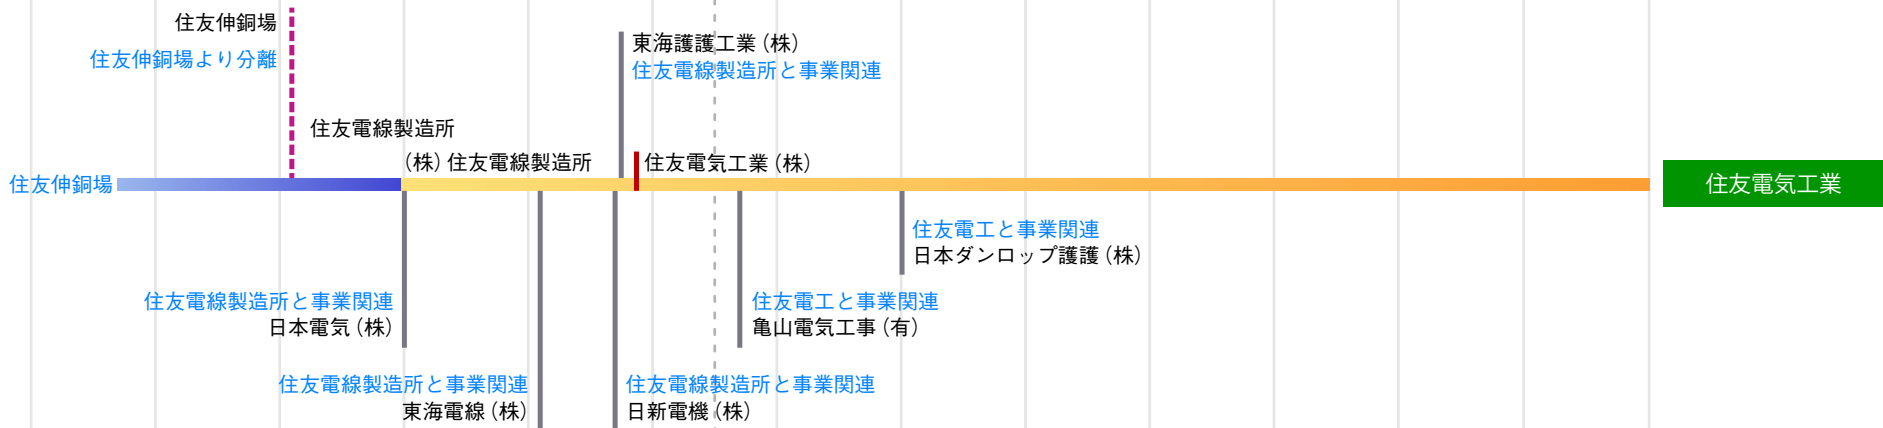 住友伸銅場
住友伸銅場より分離
東海護護工業（株）
住友電線製造所と事業関連
住友電線製造所
（株）住友電線製造所
住友電気工業（株）
住友伸銅場
住友電気工業
住友電工と事業関連
日本ダンロップ護護（株）
住友電線製造所と事業関連
日本電気（株）
住友電工と事業関連
亀山電気工事（有）
住友電線製造所と事業関連
東海電線（株）
住友電線製造所と事業関連
日新電機（株）